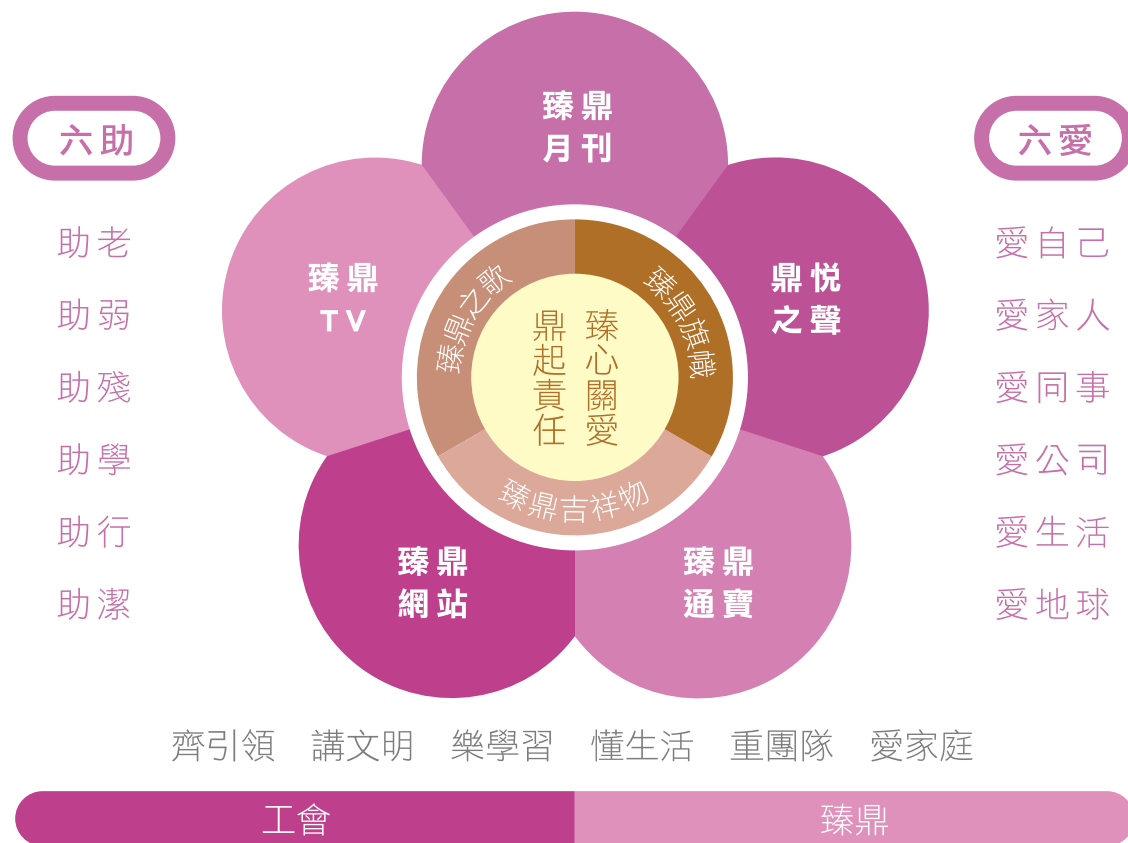 六助
助老
助弱
助殘
助學
助行
助潔
臻鼎
月刊
臻鼎
TV
鼎悅
之聲
臻鼎
網站
臻鼎
通寶
臻鼎之歌
臻鼎旗幟
臻鼎吉祥物
臻心關愛
鼎起責任
六愛
愛自己
愛家人
愛同事
愛公司
愛生活
愛地球
齊引領 講文明 樂學習 懂生活 重團隊 愛家庭
工會 臻鼎